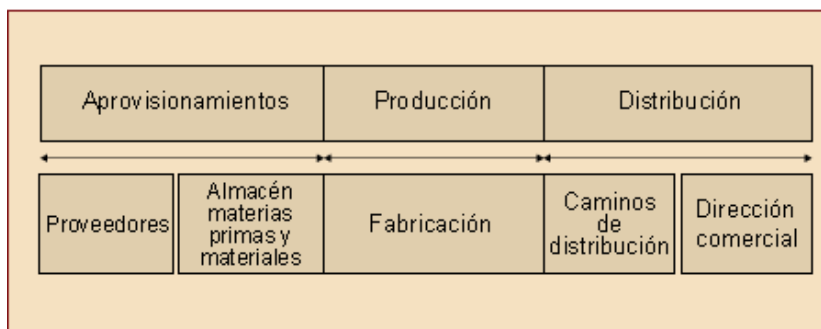 Aprovisionamientos
Producción
Distribución
Proveedores
Almacén
materias
primas y
materiales
Fabricación
Caminos
de
distribución
Dirección
comercial